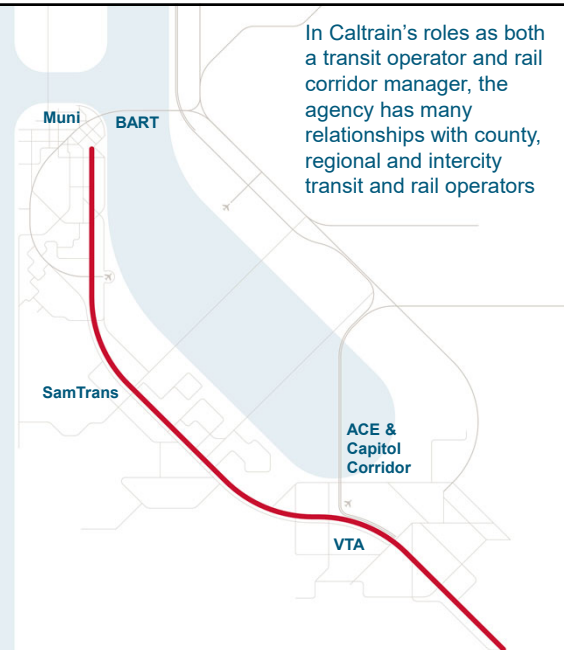 In Caltrain’s roles as both
a transit operator and rail
corridor manager, the
agency has many
relationships with county,
regional and intercity
transit and rail operators
Muni
BART
SamTrans
ACE &
Capitol
Corridor
VTA